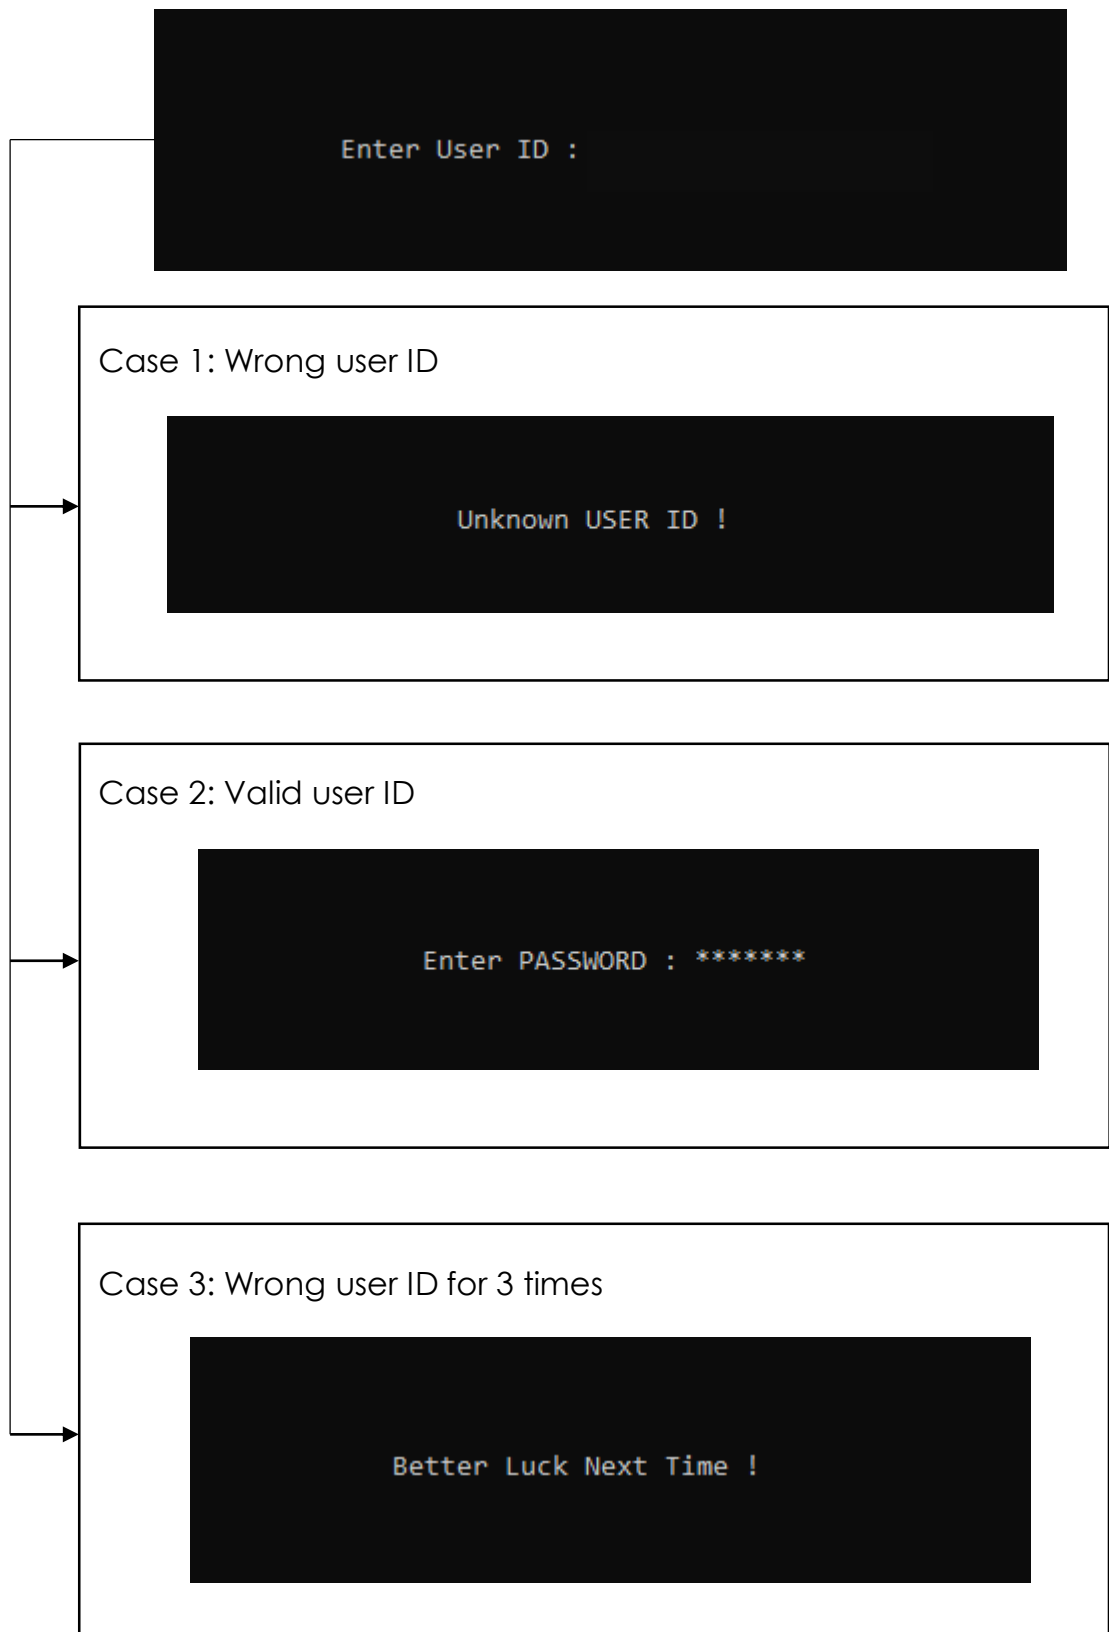 Enter User ID :
Case 1: Wrong user ID
Unknown USER ID !
Case 2: Valid user ID
Enter PASSWORD : *******
Case 3: Wrong user ID for 3 times
Better Luck Next Time !